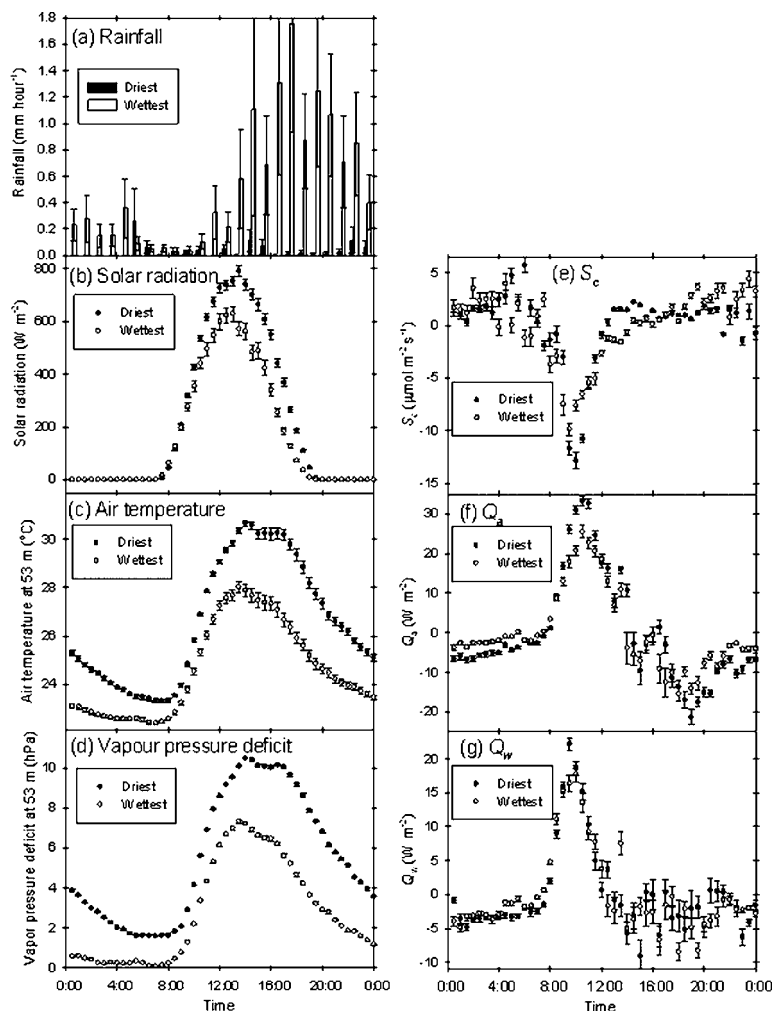 (a) Rainfall
Driest
Wettest
Rainfall (mm hour⁻¹)
1.8
1.6
1.4
1.2
1.0
0.8
0.6
0.4
0.2
0.0
(b) Solar radiation
Driest
Wettest
Solar radiation (W m⁻²)
800
600
400
200
0
(c) Air temperature
Driest
Wettest
Air temperature at 53 m (°C)
30
28
26
24
(d) Vapour pressure deficit
Driest
Wettest
Vapor pressure deficit at 53 m (hPa)
10
8
6
4
2
0
0:00 4:00 8:00 12:00 16:00 20:00 0:00
Time
(e) Sc
Driest
Wettest
Sc (μmol m⁻² s⁻¹)
5
0
-5
-10
-15
(f) Qa
Driest
Wettest
Qa (W m⁻²)
30
20
10
0
-10
-20
(g) Qw
Driest
Wettest
Qw (W m⁻²)
20
15
10
5
0
-5
-10
0:00 4:00 8:00 12:00 16:00 20:00 0:00
Time